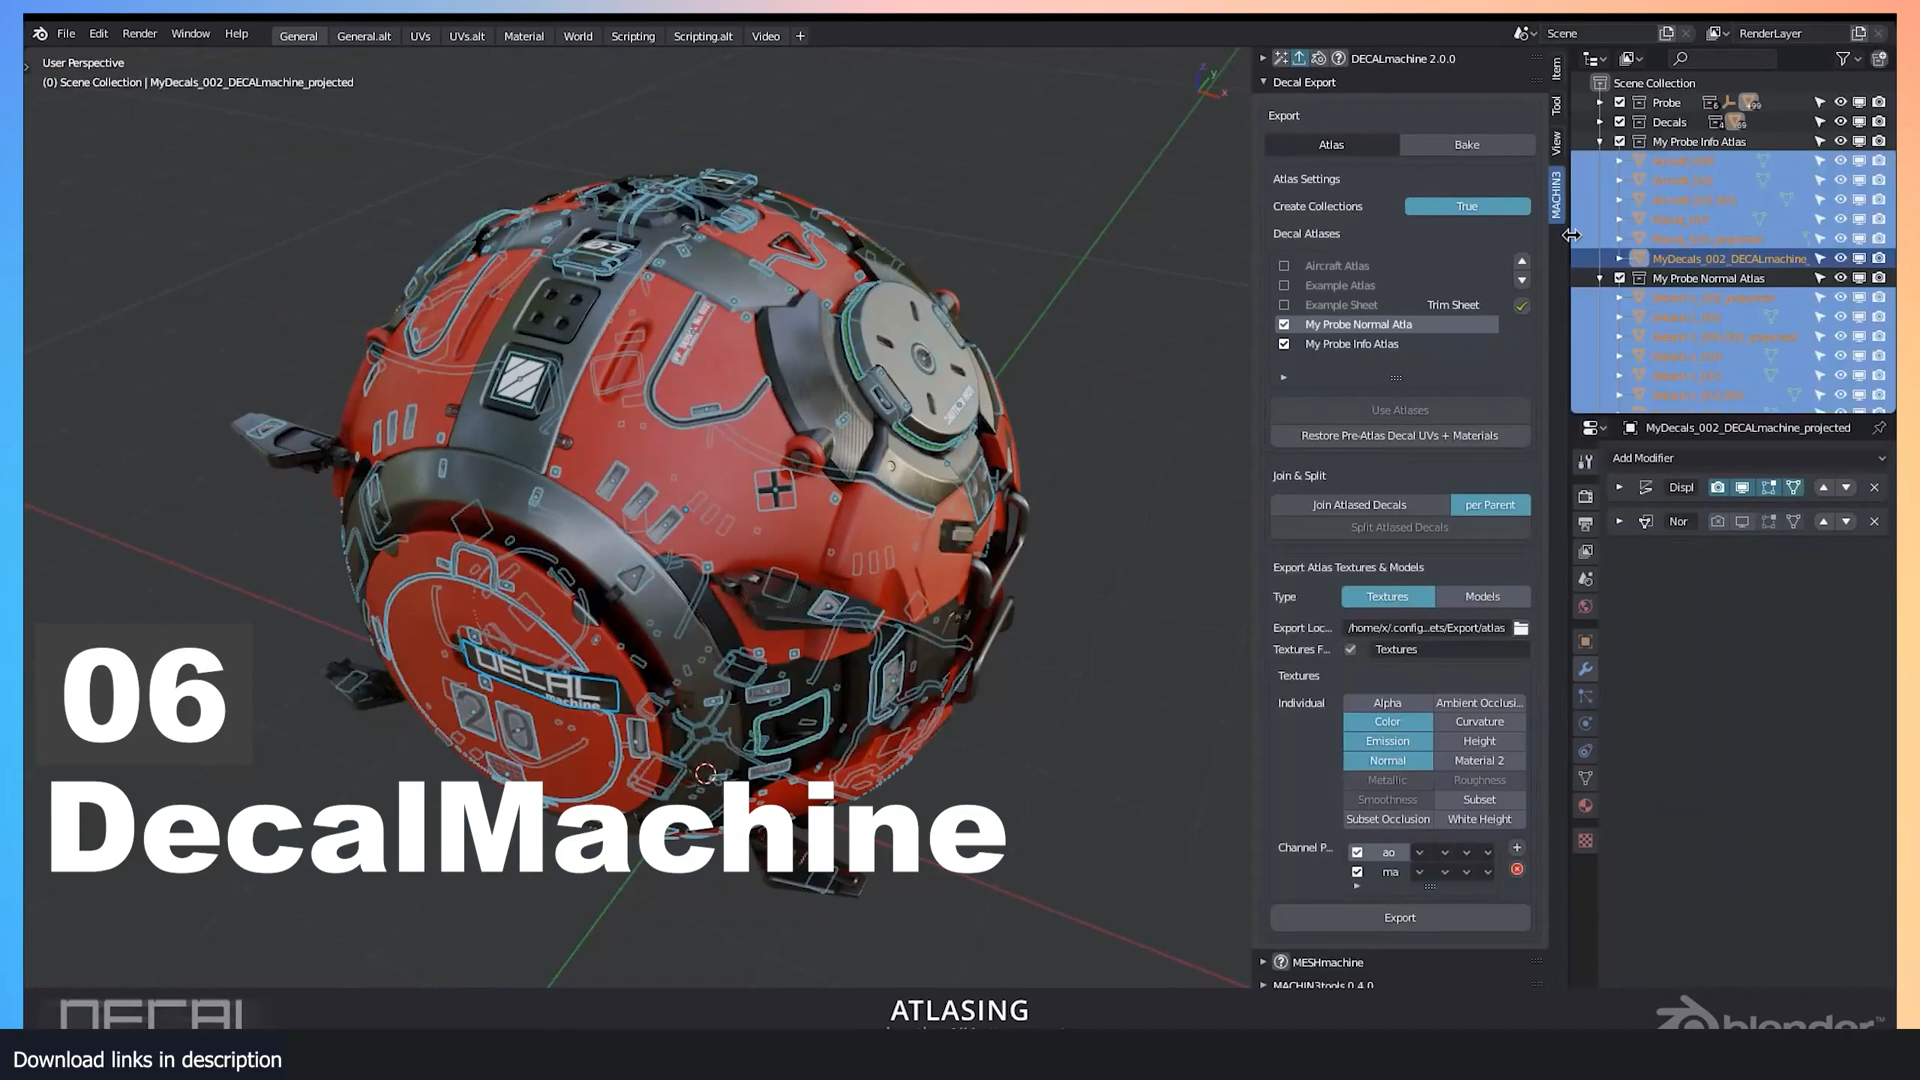 File Edit Render Window Help General General.alt UVs UVs.alt Material World Scripting Scripting.alt Video +
Scene RenderLayer
User Perspective
(0) Scene Collection | MyDecals_002_DECALmachine_projected
DECALmachine 2.0.0
Decal Export
Export
Atlas Bake
Atlas Settings
Create Collections True
Decal Atlases
Aircraft Atlas
Example Atlas
Example Sheet Trim Sheet
My Probe Normal Atla
My Probe Info Atlas
Use Atlases
Restore Pre-Atlas Decal UVs + Materials
Join & Split
Join Atlased Decals per Parent
Split Atlased Decals
Export Atlas Textures & Models
Type Textures Models
Export Loc... /home/x/.config...ets/Export/atlas
Textures F... Textures
Textures
Individual Alpha Ambient Occlusi...
Color Curvature
Emission Height
Normal Material 2
Metallic Roughness
Smoothness Subset
Subset Occlusion White Height
Channel P... ao
ma
Export
MESHmachine
MACHIN3tools 0.4.0
Item
Tool
View
MACHIN3
Scene Collection
Probe
Decals
My Probe Info Atlas
MyDecals_002_DECALmachine_
My Probe Normal Atlas
MyDecals_002_DECALmachine_projected
Add Modifier
Displ
Nor
03
DECAL
machine
20
06
DecalMachine
DECAL
ATLASING
blender™
Download links in description